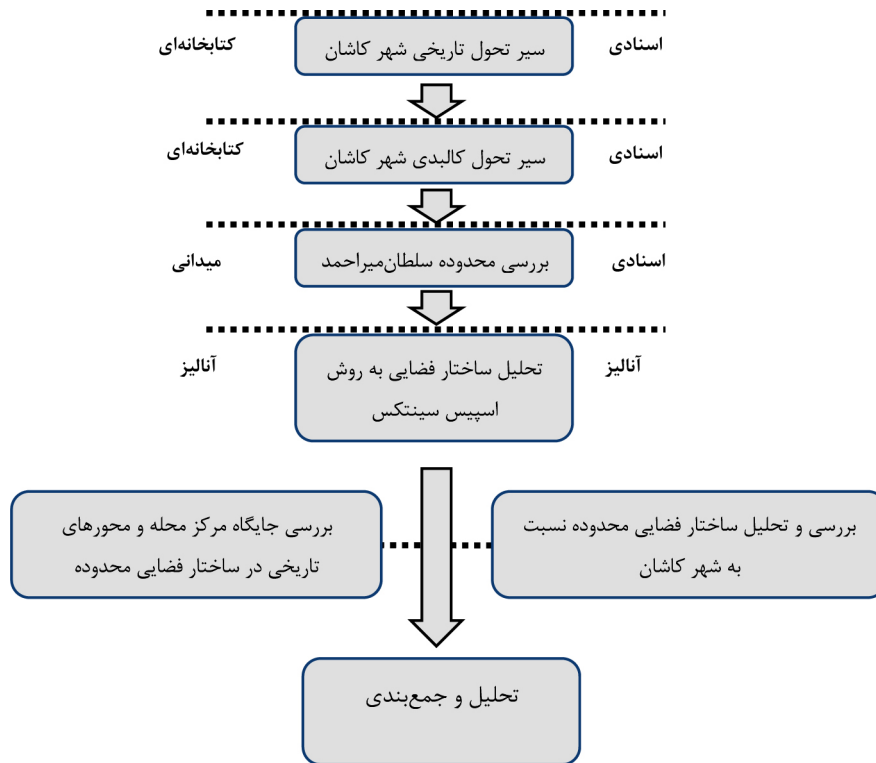 اسنادی
سیر تحول تاریخی شهر کاشان
کتابخانه‌ای
اسنادی
سیر تحول کالبدی شهر کاشان
کتابخانه‌ای
اسنادی
بررسی محدوده سلطان‌میراحمد
میدانی
آنالیز
تحلیل ساختار فضایی به روش
اسپیس سینتکس
آنالیز
بررسی و تحلیل ساختار فضایی محدوده نسبت
به شهر کاشان
بررسی جایگاه مرکز محله و محورهای
تاریخی در ساختار فضایی محدوده
تحلیل و جمع‌بندی